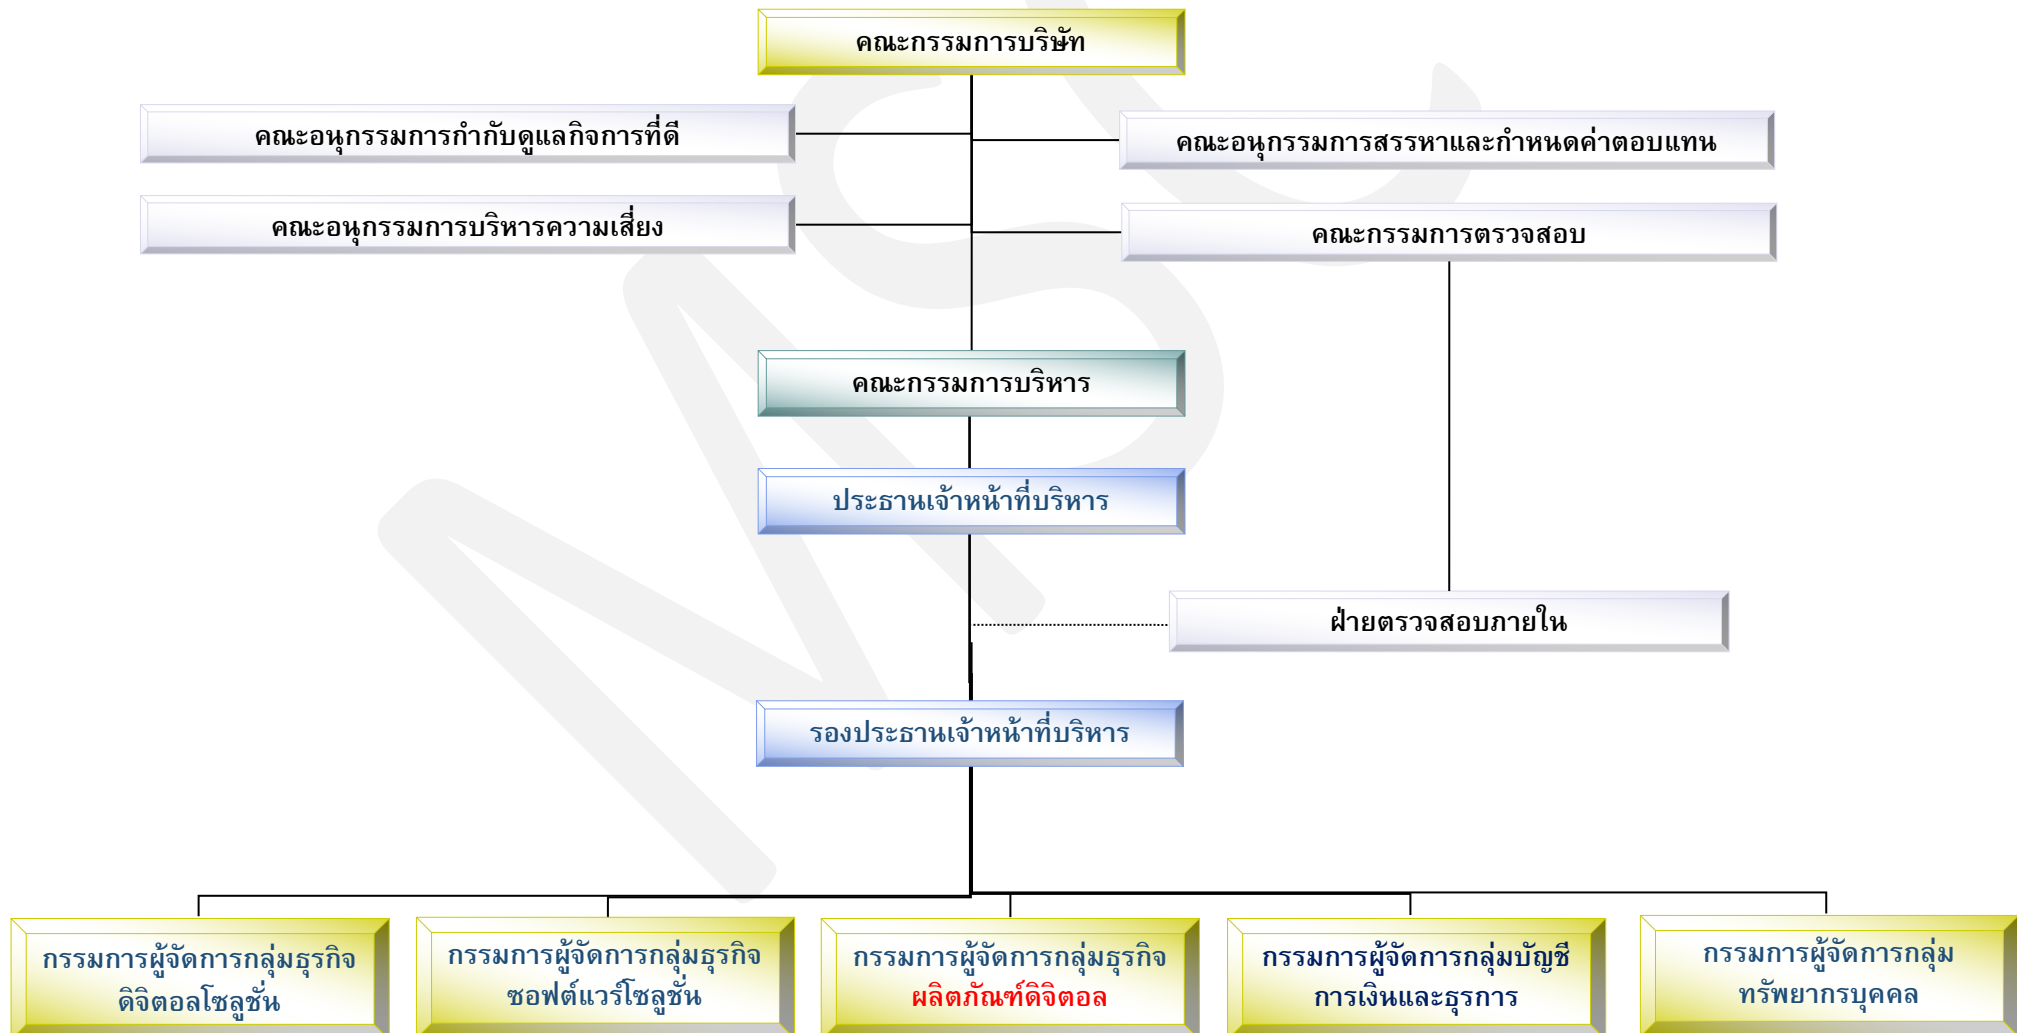 คณะกรรมการบริษัท
คณะอนุกรรมการกำกับดูแลกิจการที่ดี
คณะอนุกรรมการสรรหาและกำหนดค่าตอบแทน
คณะอนุกรรมการบริหารความเสี่ยง
คณะกรรมการตรวจสอบ
คณะกรรมการบริหาร
ประธานเจ้าหน้าที่บริหาร
ฝ่ายตรวจสอบภายใน
รองประธานเจ้าหน้าที่บริหาร
กรรมการผู้จัดการกลุ่มธุรกิจ
ดิจิตอลโซลูชั่น
กรรมการผู้จัดการกลุ่มธุรกิจ
ซอฟต์แวร์โซลูชั่น
กรรมการผู้จัดการกลุ่มธุรกิจ
ผลิตภัณฑ์ดิจิตอล
กรรมการผู้จัดการกลุ่มบัญชี
การเงินและธุรการ
กรรมการผู้จัดการกลุ่ม
ทรัพยากรบุคคล
MSC